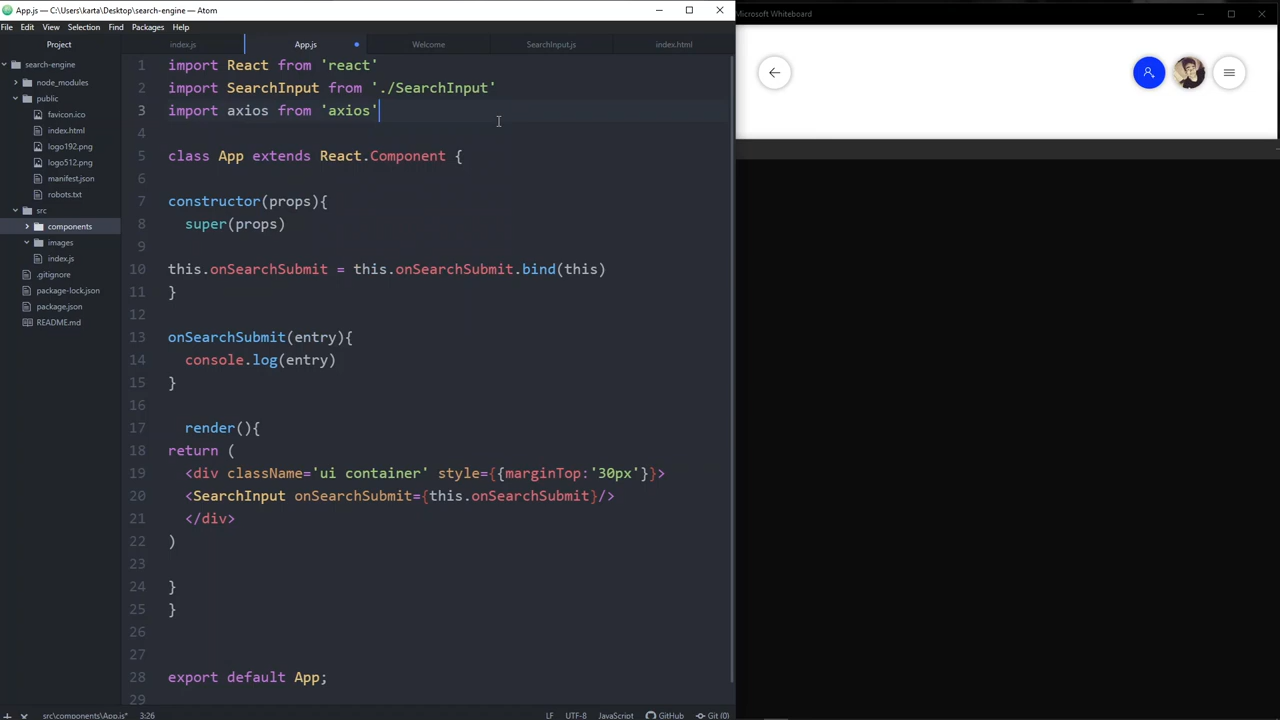 App.js — C:\Users\karta\Desktop\search-engine — Atom
File Edit View Selection Find Packages Help
Project
search-engine
node_modules
public
favicon.ico
index.html
logo192.png
logo512.png
manifest.json
robots.txt
src
components
images
index.js
.gitignore
package-lock.json
package.json
README.md
index.js App.js Welcome SearchInput.js index.html
1 import React from 'react'
2 import SearchInput from './SearchInput'
3 import axios from 'axios'
4
5 class App extends React.Component {
6
7 constructor(props){
8 super(props)
9
10 this.onSearchSubmit = this.onSearchSubmit.bind(this)
11 }
12
13 onSearchSubmit(entry){
14 console.log(entry)
15 }
16
17 render(){
18 return (
19 <div className='ui container' style={{marginTop:'30px'}}>
20 <SearchInput onSearchSubmit={this.onSearchSubmit}/>
21 </div>
22 )
23
24 }
25 }
26
27
28 export default App;
29
src\components\App.js* 3:26 LF UTF-8 JavaScript GitHub Git (0)
Microsoft Whiteboard